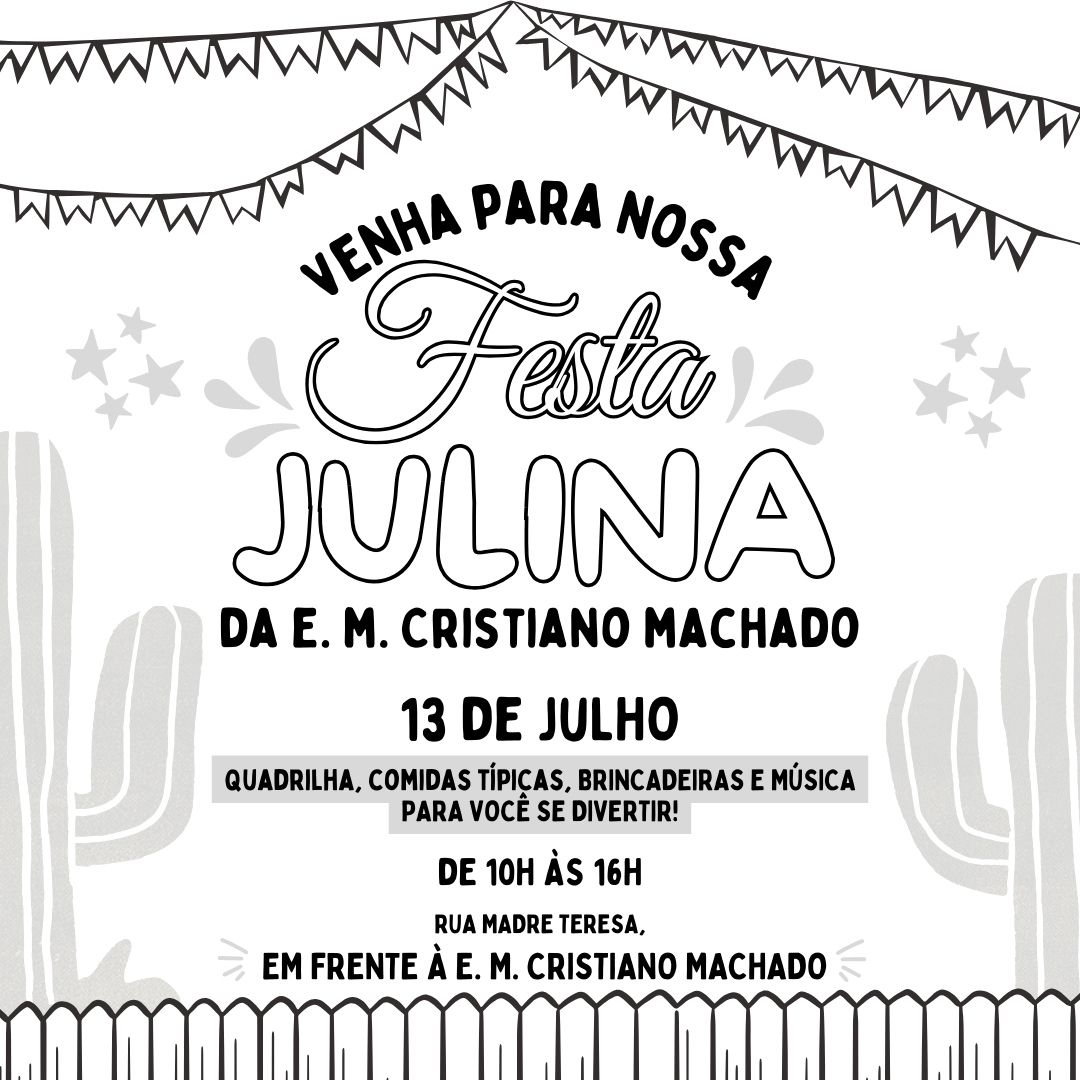 VENHA PARA NOSSA
Festa
JULINA
DA E. M. CRISTIANO MACHADO
13 DE JULHO
QUADRILHA, COMIDAS TÍPICAS, BRINCADEIRAS E MÚSICA
PARA VOCÊ SE DIVERTIR!
DE 10H ÀS 16H
RUA MADRE TERESA,
EM FRENTE À E. M. CRISTIANO MACHADO